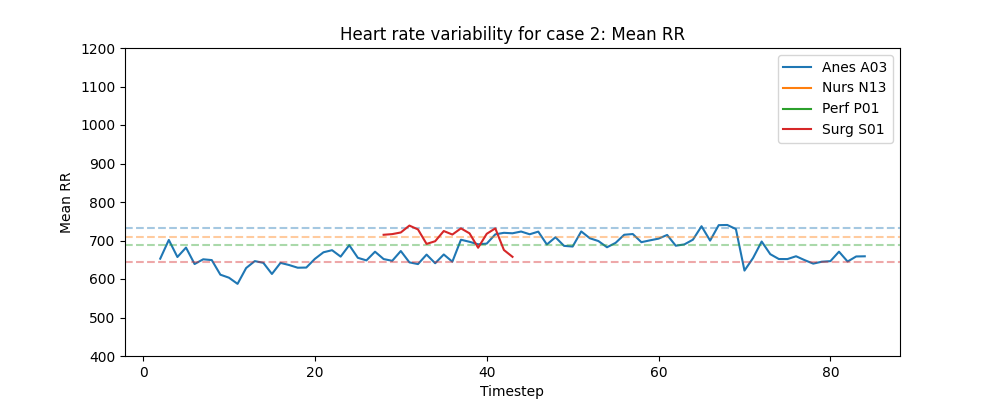 Heart rate variability for case 2: Mean RR
1200
1100
1000
900
800
700
600
500
400
Mean RR
0
20
40
60
80
Timestep
Anes A03
Nurs N13
Perf P01
Surg S01